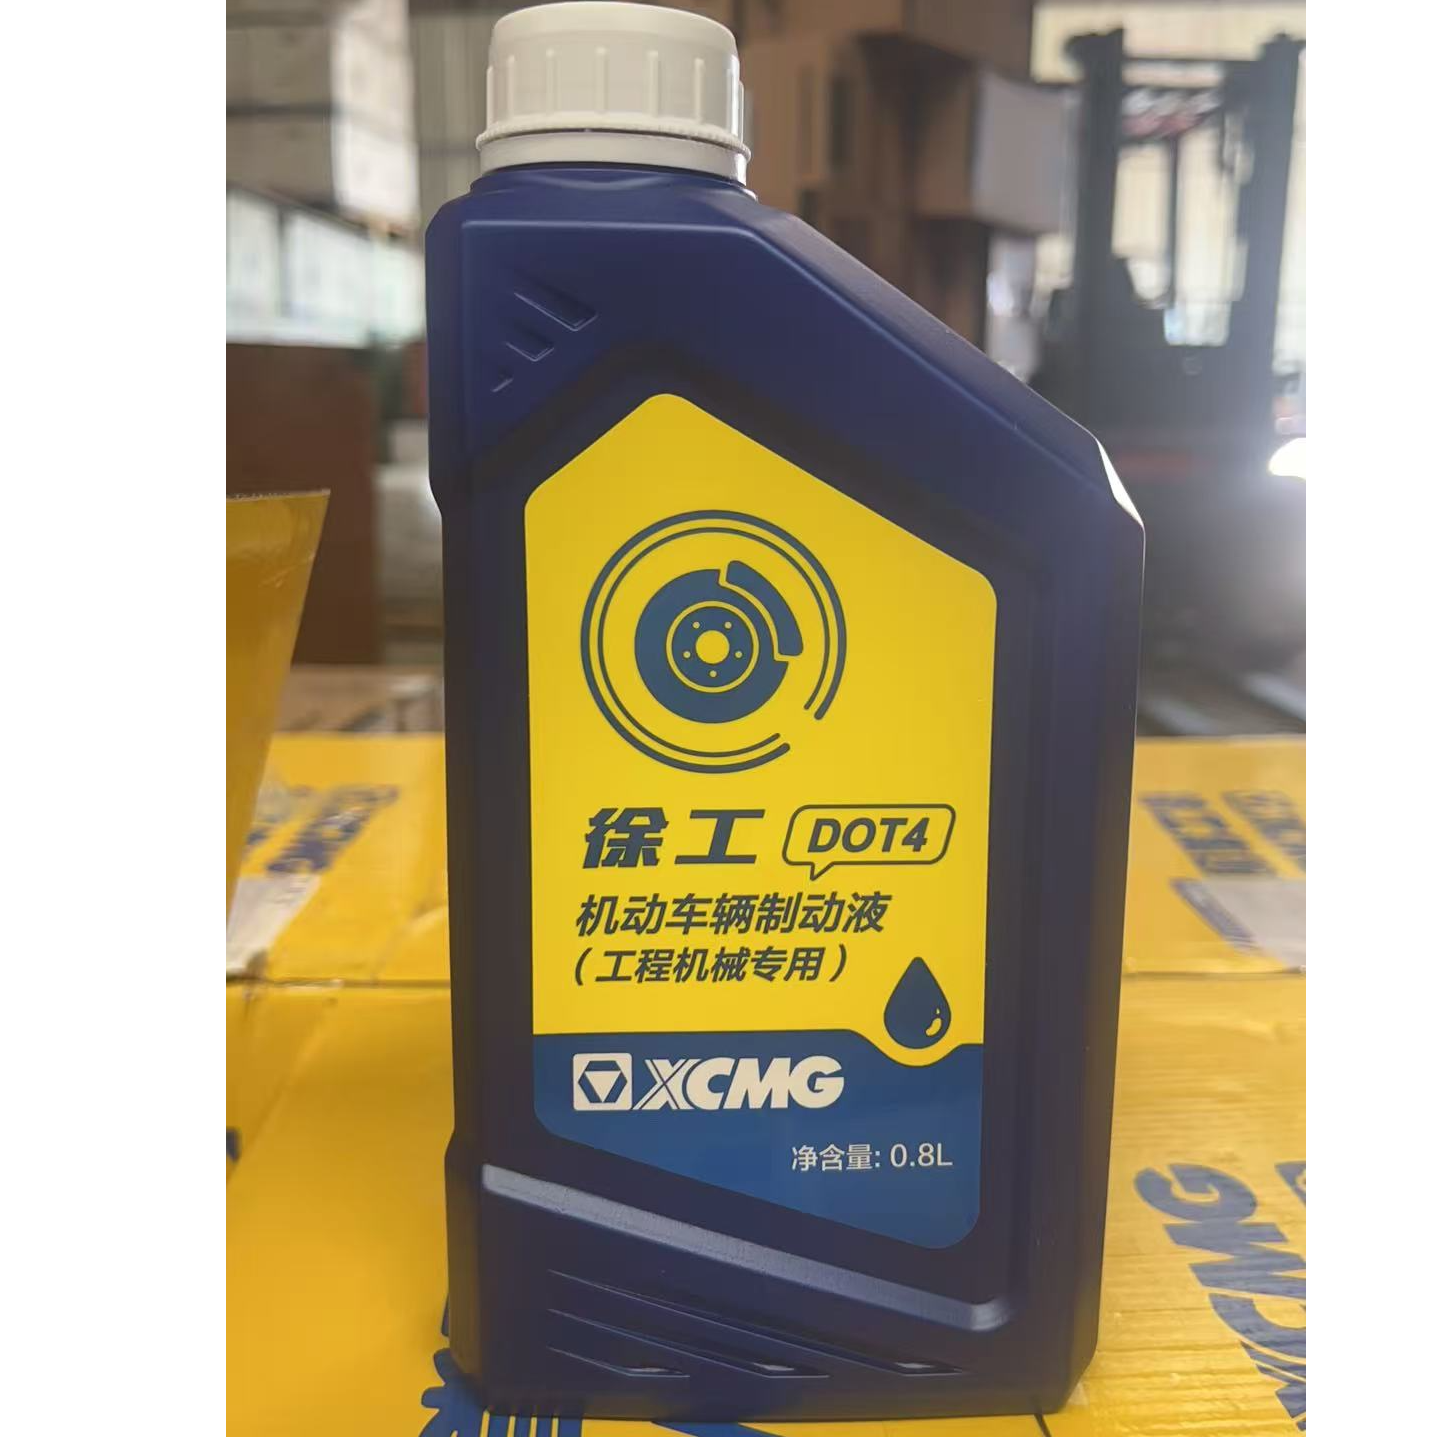 徐工 DOT4
机动车辆制动液
（工程机械专用）
XCMG
净含量: 0.8L
XCMG